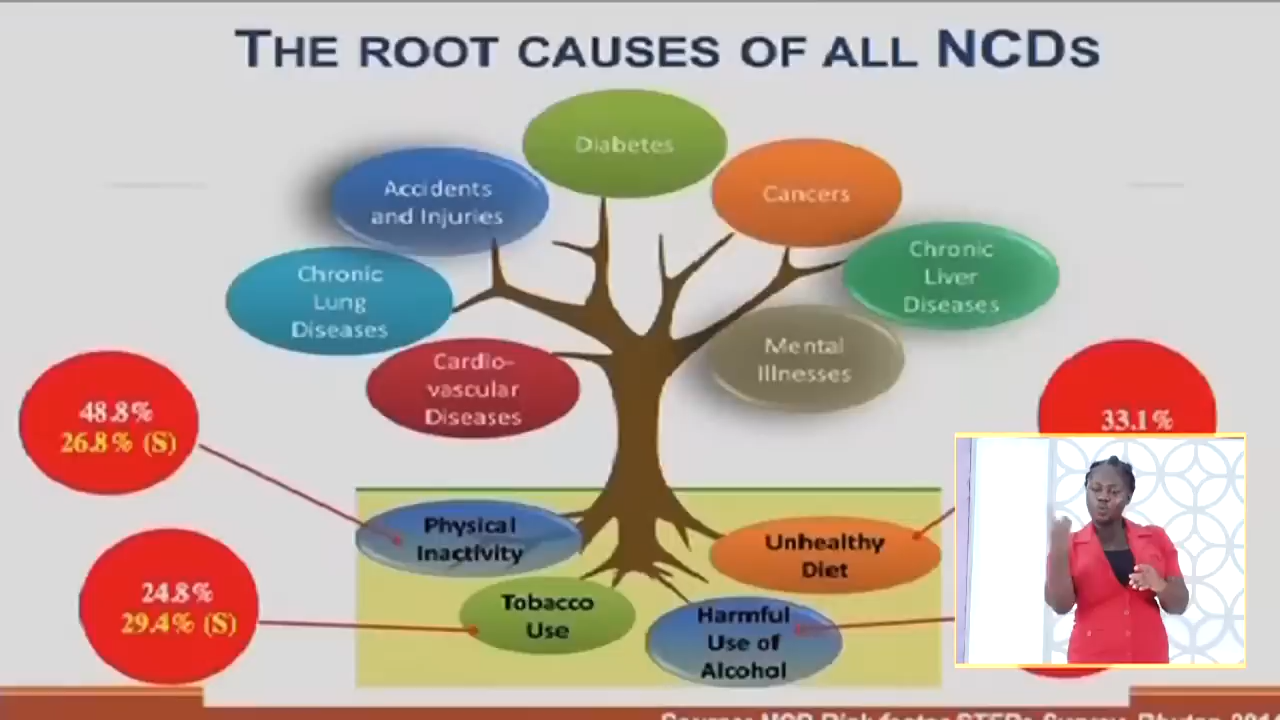 THE ROOT CAUSES OF ALL NCDs
Diabetes
Accidents
and Injuries
Cancers
Chronic
Lung
Diseases
Chronic
Liver
Diseases
Cardio-
vascular
Diseases
Mental
Illnesses
48.8%
26.8% (S)
33.1%
Physical
Inactivity
Unhealthy
Diet
24.8%
29.4% (S)
Tobacco
Use
Harmful
Use of
Alcohol